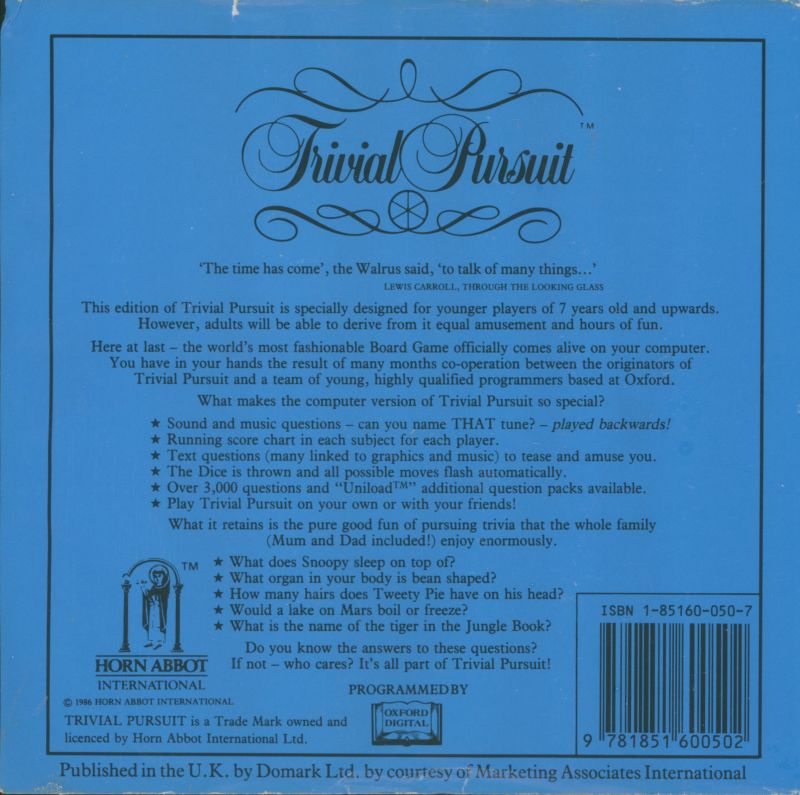 Trivial Pursuit ™
'The time has come', the Walrus said, 'to talk of many things...'
LEWIS CARROLL, THROUGH THE LOOKING GLASS
This edition of Trivial Pursuit is specially designed for younger players of 7 years old and upwards.
However, adults will be able to derive from it equal amusement and hours of fun.
Here at last – the world's most fashionable Board Game officially comes alive on your computer.
You have in your hands the result of many months co-operation between the originators of
Trivial Pursuit and a team of young, highly qualified programmers based at Oxford.
What makes the computer version of Trivial Pursuit so special?
★ Sound and music questions – can you name THAT tune? – played backwards!
★ Running score chart in each subject for each player.
★ Text questions (many linked to graphics and music) to tease and amuse you.
★ The Dice is thrown and all possible moves flash automatically.
★ Over 3,000 questions and "Uniload™" additional question packs available.
★ Play Trivial Pursuit on your own or with your friends!
What it retains is the pure good fun of pursuing trivia that the whole family
(Mum and Dad included!) enjoy enormously.
★ What does Snoopy sleep on top of?
★ What organ in your body is bean shaped?
★ How many hairs does Tweety Pie have on his head?
★ Would a lake on Mars boil or freeze?
★ What is the name of the tiger in the Jungle Book?
Do you know the answers to these questions?
If not – who cares? It's all part of Trivial Pursuit!
™
HORN ABBOT
INTERNATIONAL
© 1986 HORN ABBOT INTERNATIONAL
TRIVIAL PURSUIT is a Trade Mark owned and
licenced by Horn Abbot International Ltd.
PROGRAMMED BY
OXFORD
DIGITAL
ISBN 1-85160-050-7
9 781851 600502
Published in the U.K. by Domark Ltd. by courtesy of Marketing Associates International